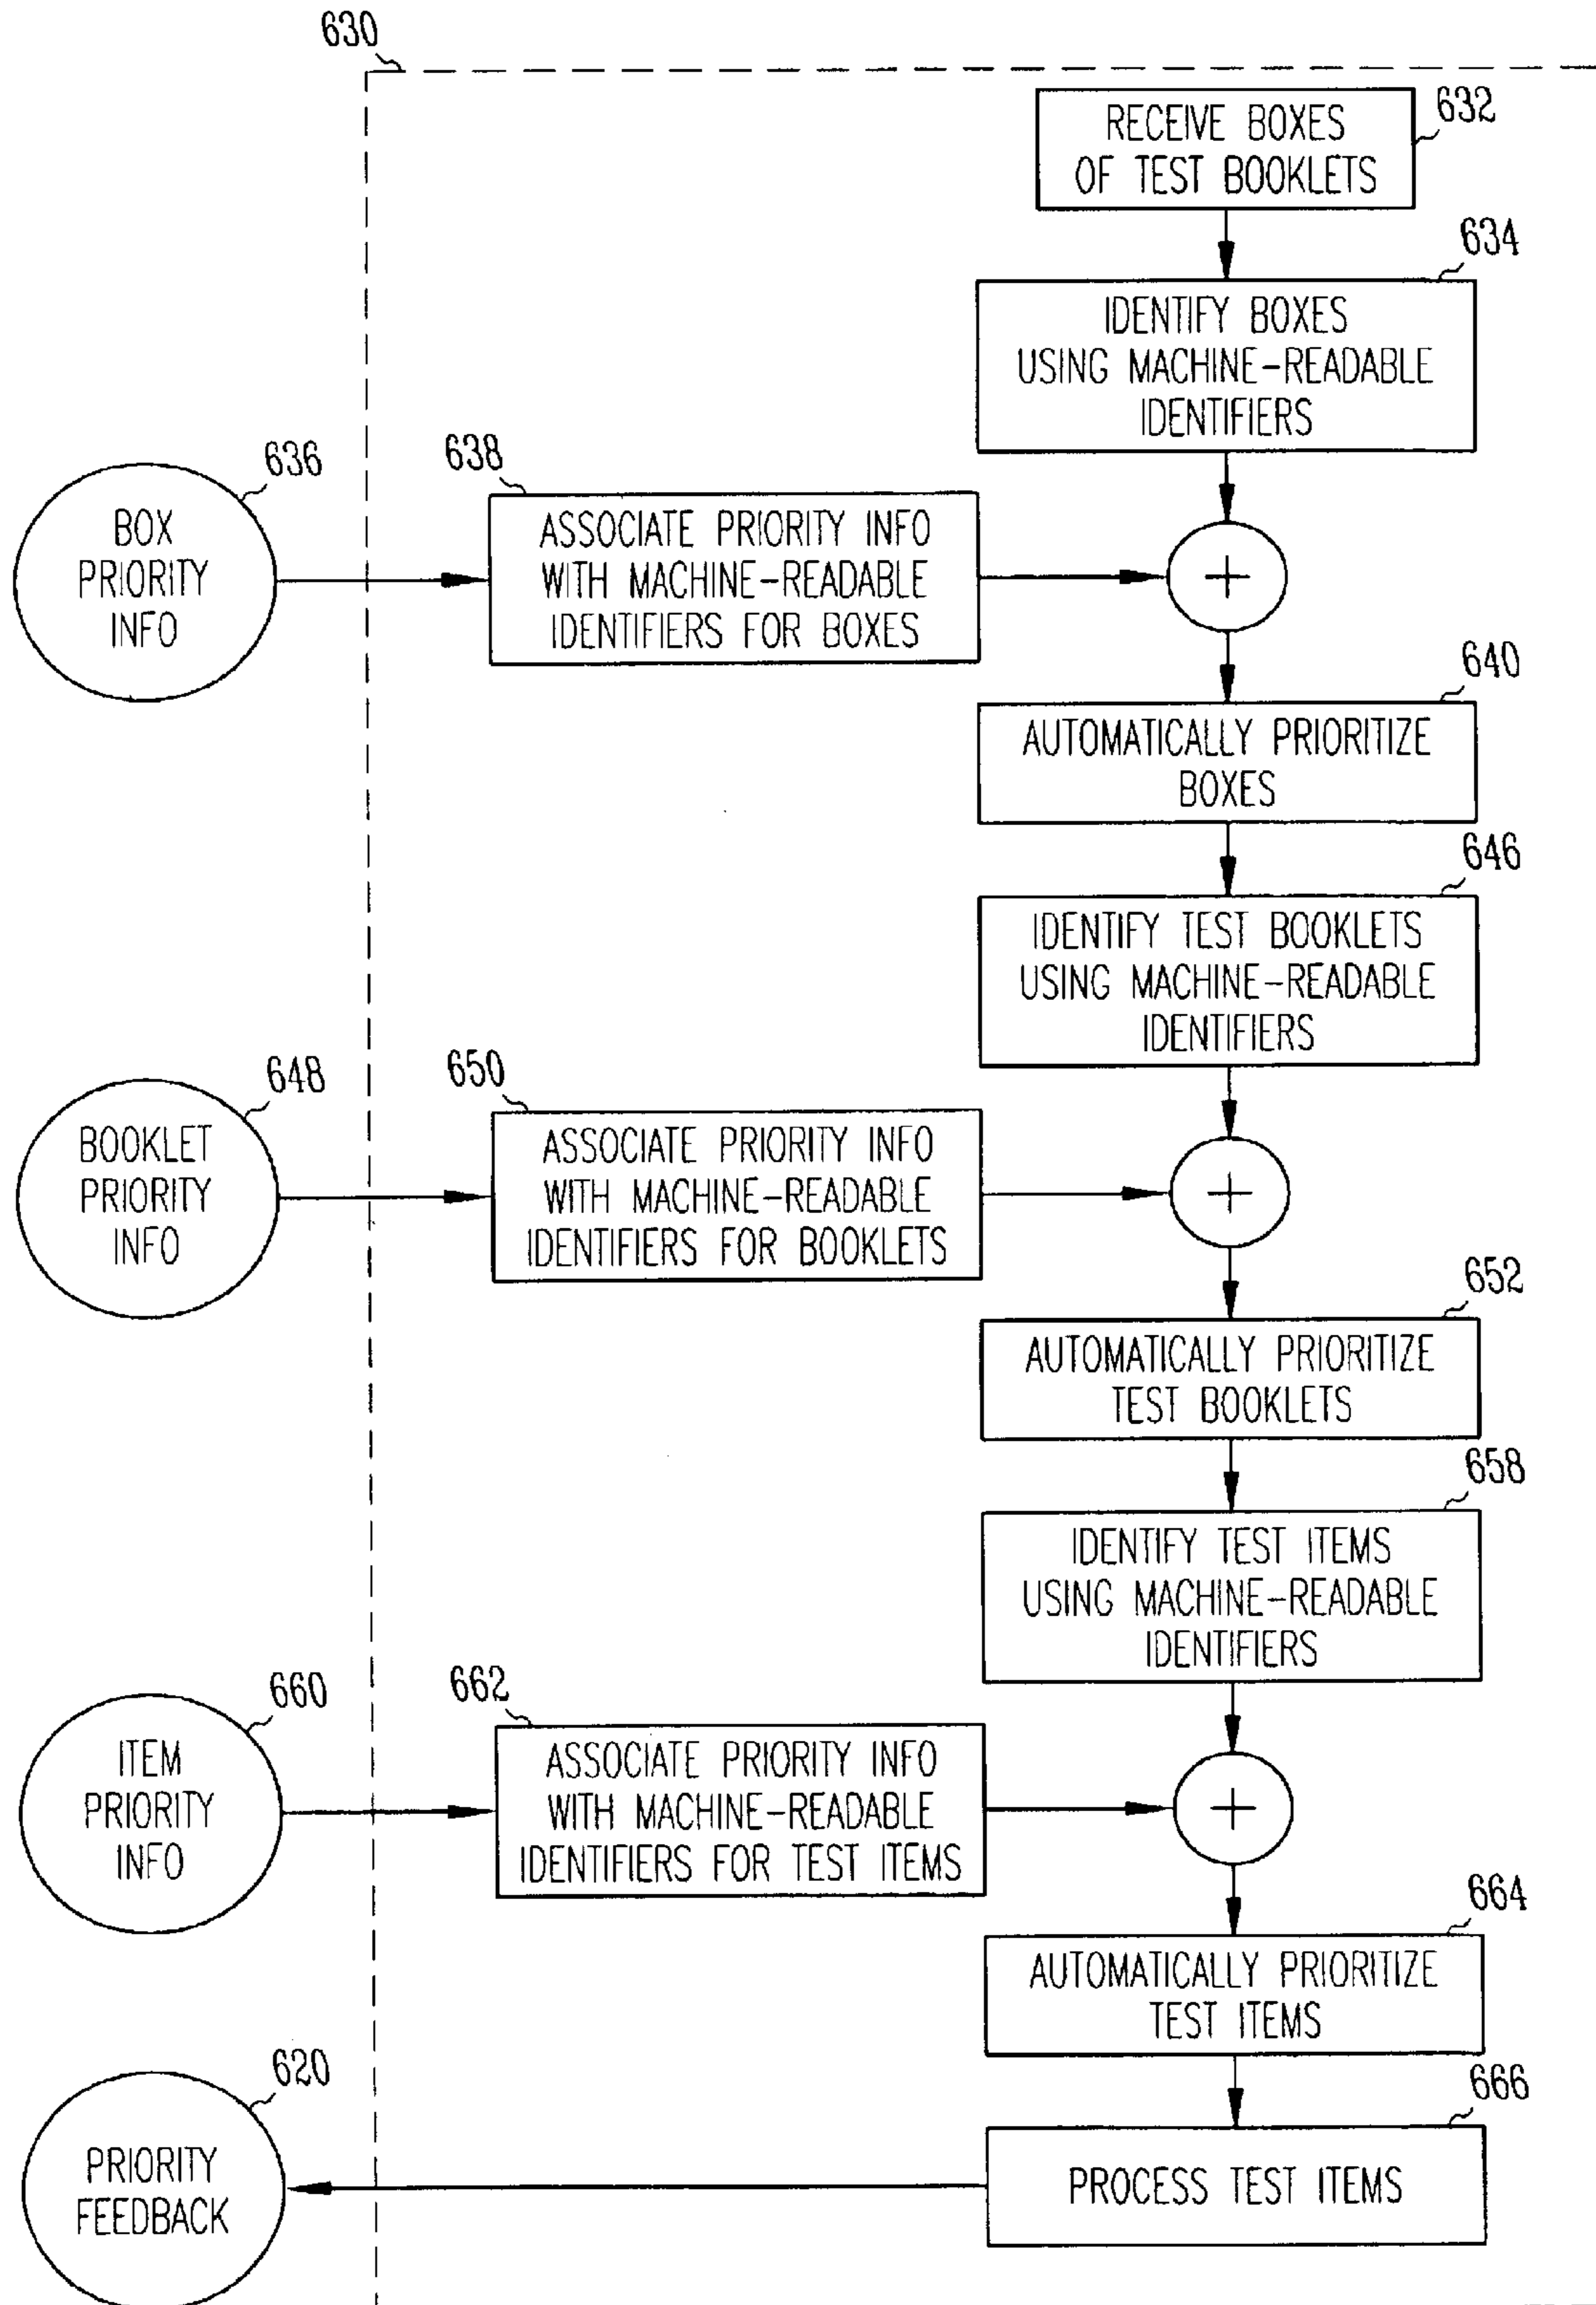 630
RECEIVE BOXES
OF TEST BOOKLETS
632
634
IDENTIFY BOXES
USING MACHINE-READABLE
IDENTIFIERS
636
BOX
PRIORITY
INFO
638
ASSOCIATE PRIORITY INFO
WITH MACHINE-READABLE
IDENTIFIERS FOR BOXES
+
640
AUTOMATICALLY PRIORITIZE
BOXES
646
IDENTIFY TEST BOOKLETS
USING MACHINE-READABLE
IDENTIFIERS
648
BOOKLET
PRIORITY
INFO
650
ASSOCIATE PRIORITY INFO
WITH MACHINE-READABLE
IDENTIFIERS FOR BOOKLETS
+
652
AUTOMATICALLY PRIORITIZE
TEST BOOKLETS
658
IDENTIFY TEST ITEMS
USING MACHINE-READABLE
IDENTIFIERS
660
ITEM
PRIORITY
INFO
662
ASSOCIATE PRIORITY INFO
WITH MACHINE-READABLE
IDENTIFIERS FOR TEST ITEMS
+
664
AUTOMATICALLY PRIORITIZE
TEST ITEMS
620
PRIORITY
FEEDBACK
666
PROCESS TEST ITEMS